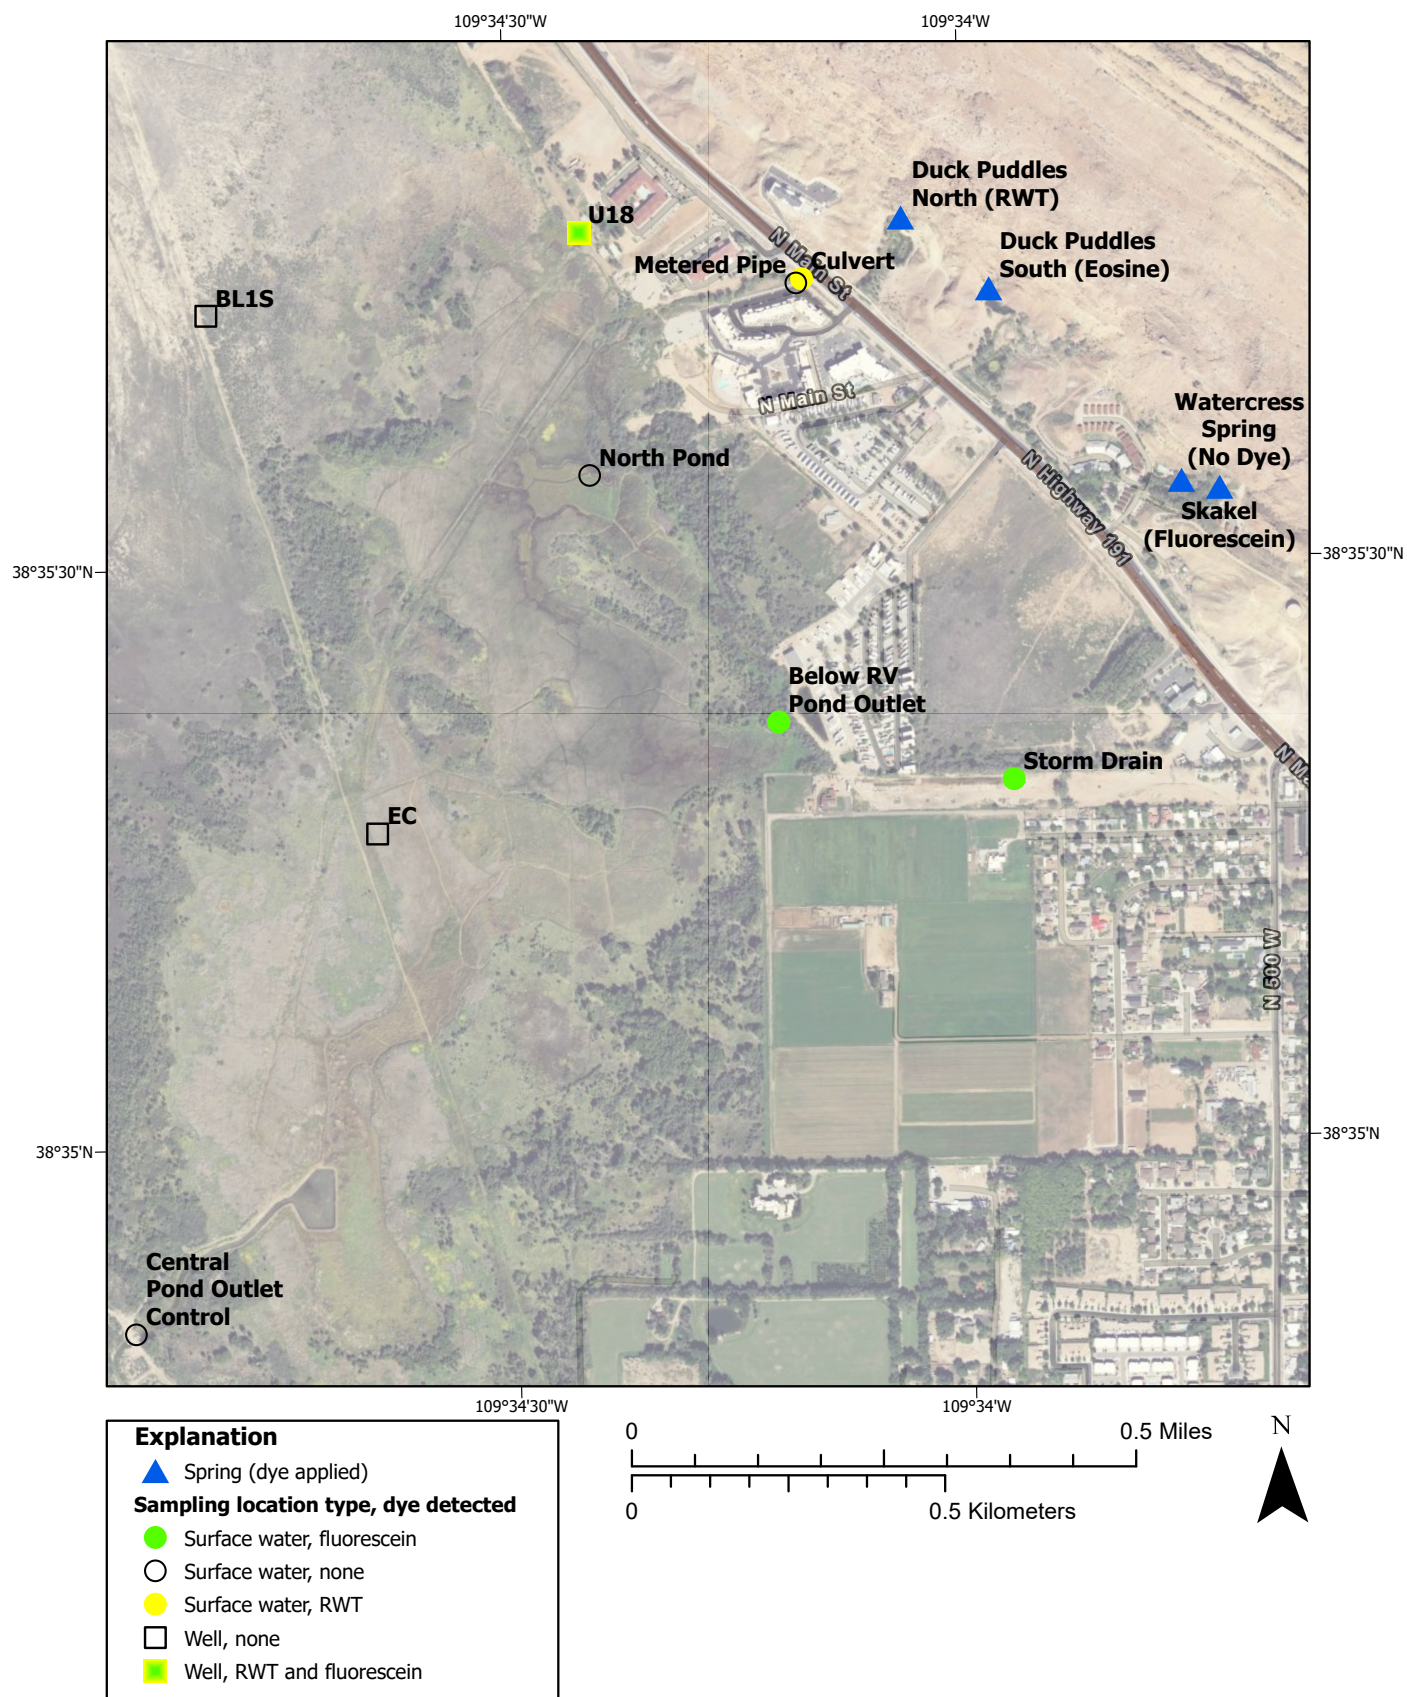 109°34'30"W
109°34'W
Duck Puddles
North (RWT)
U18
Duck Puddles
South (Eosine)
N Main St
Metered Pipe
Culvert
BL1S
N Main St
Watercress
Spring
(No Dye)
North Pond
N Highway 191
Skakel
(Fluorescein)
38°35'30"N
38°35'30"N
Below RV
Pond Outlet
Storm Drain
EC
N 500 W
38°35'N
38°35'N
Central
Pond Outlet
Control
109°34'30"W
109°34'W
Explanation
Spring (dye applied)
Sampling location type, dye detected
Surface water, fluorescein
Surface water, none
Surface water, RWT
Well, none
Well, RWT and fluorescein
0
0.5 Miles
0
0.5 Kilometers
N